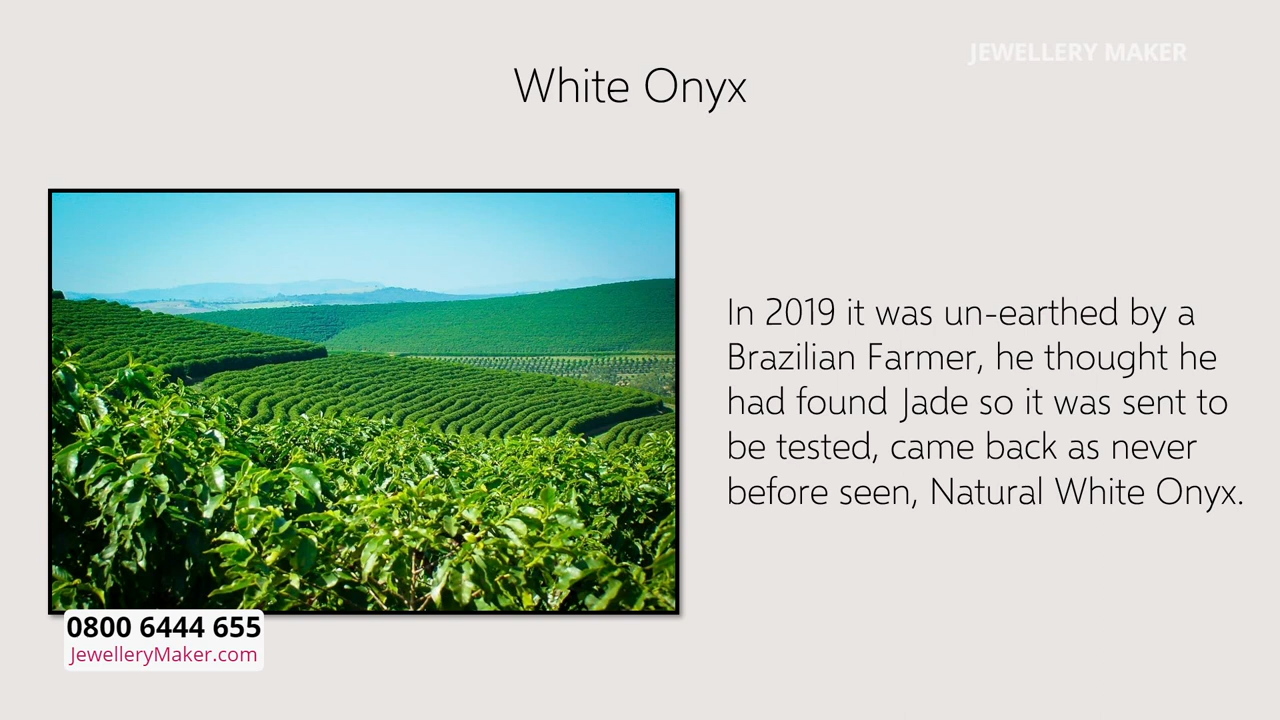 JEWELLERY MAKER
White Onyx
In 2019 it was un-earthed by a
Brazilian Farmer, he thought he
had found Jade so it was sent to
be tested, came back as never
before seen, Natural White Onyx.
0800 6444 655
JewelleryMaker.com